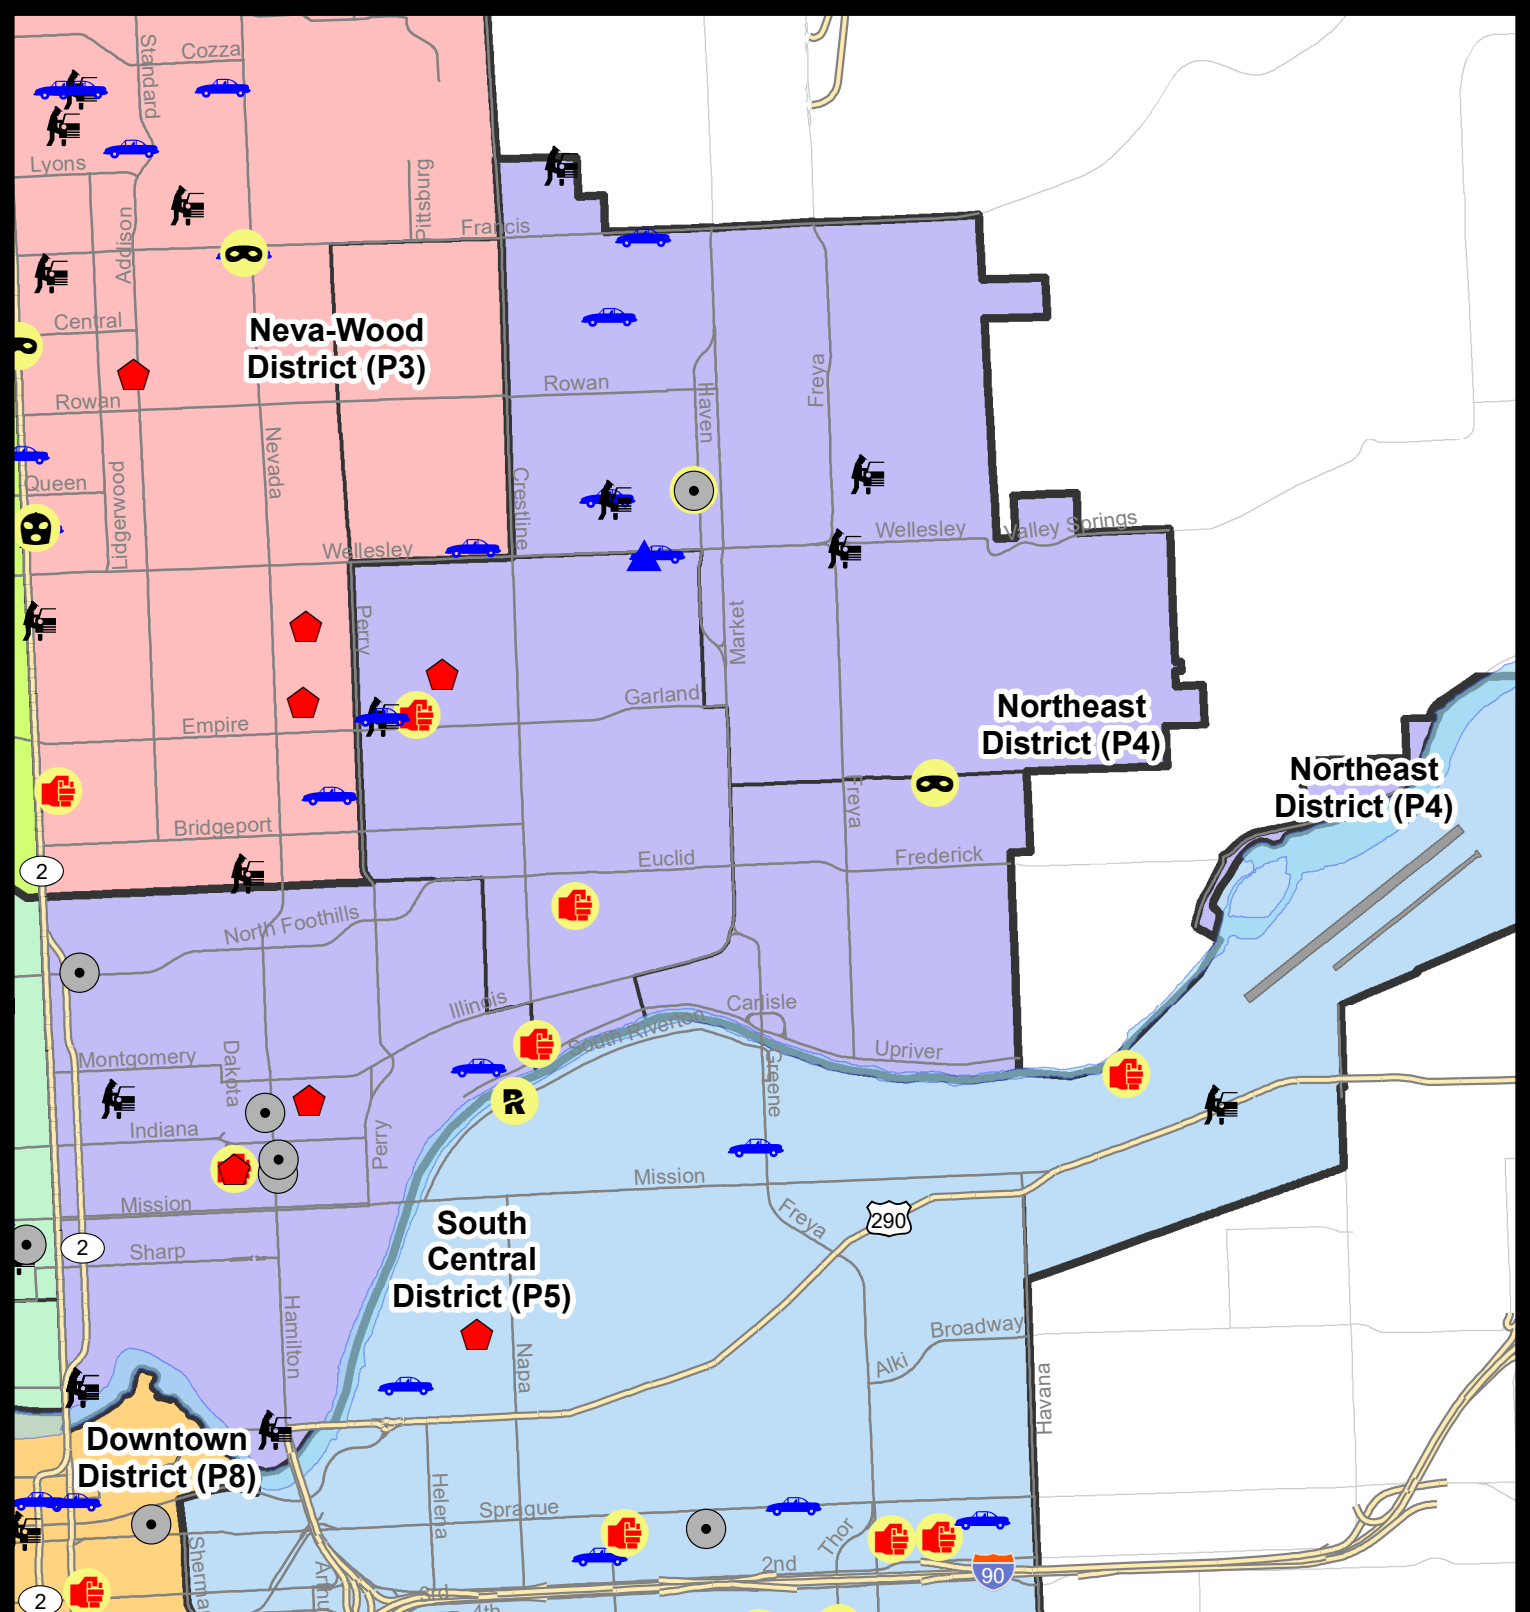 Cozza
Standard
Lyons
Pittsburg
Addison
Francis
Central
Neva-Wood
District (P3)
Rowan
Rowan
Haven
Freya
Nevada
Queen
Lidgerwood
Crestline
Wellesley
Wellesley
Valley Springs
Perry
Market
Garland
Empire
Northeast
District (P4)
Northeast
District (P4)
Freya
Bridgeport
Euclid
Frederick
2
North Foothills
Illinois
Carlisle
South Riverton
Upriver
Montgomery
Dakota
Greene
Indiana
Perry
Mission
Mission
Freya
290
South
Central
District (P5)
2
Sharp
Hamilton
Napa
Broadway
Alki
Havana
Downtown
District (P8)
Helena
Sprague
Thor
2nd
90
3rd
4th
2